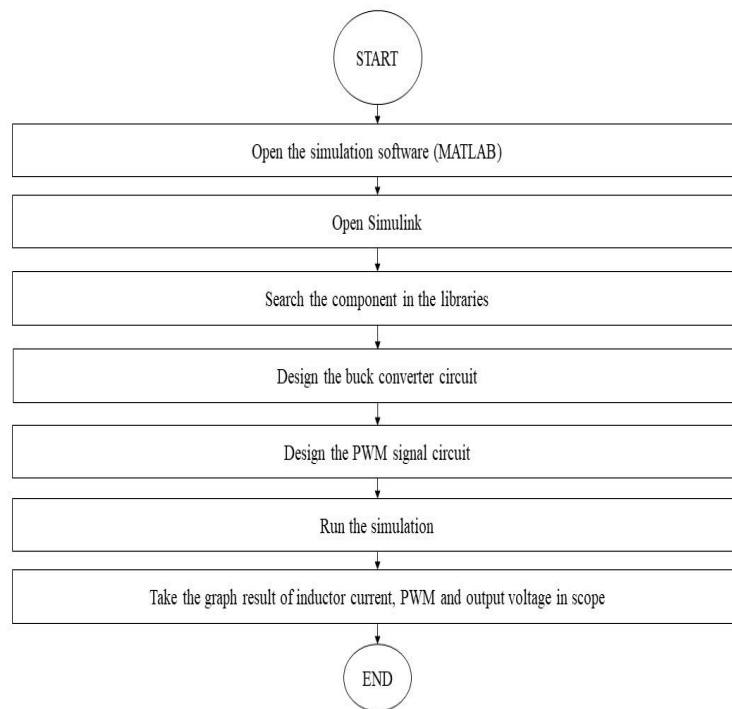 START
Open the simulation software (MATLAB)
Open Simulink
Search the component in the libraries
Design the buck converter circuit
Design the PWM signal circuit
Run the simulation
Take the graph result of inductor current, PWM and output voltage in scope
END